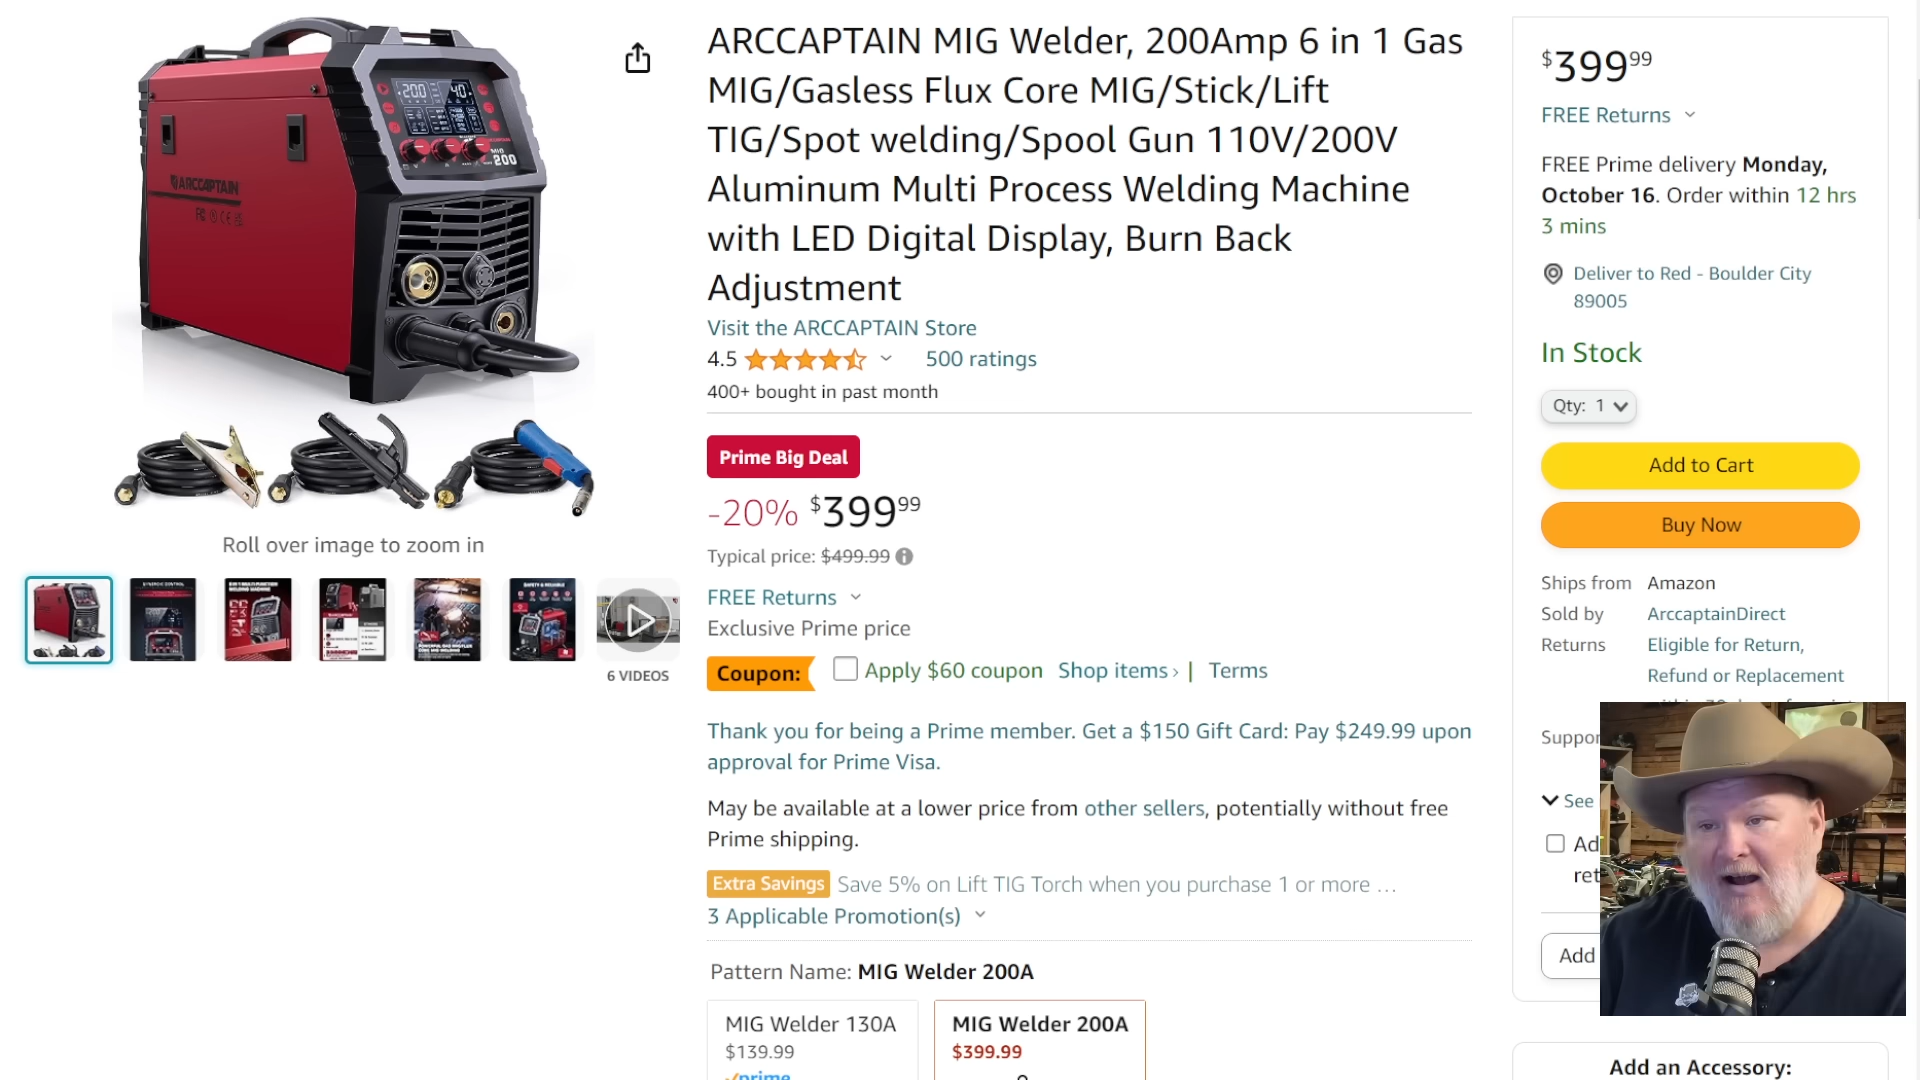 ARCCAPTAIN MIG Welder, 200Amp 6 in 1 Gas
MIG/Gasless Flux Core MIG/Stick/Lift
TIG/Spot welding/Spool Gun 110V/200V
Aluminum Multi Process Welding Machine
with LED Digital Display, Burn Back
Adjustment
Visit the ARCCAPTAIN Store
4.5
500 ratings
400+ bought in past month
Prime Big Deal
-20% $399 99
Typical price: $499.99
FREE Returns
Exclusive Prime price
Coupon: Apply $60 coupon Shop items› | Terms
Thank you for being a Prime member. Get a $150 Gift Card: Pay $249.99 upon
approval for Prime Visa.
May be available at a lower price from other sellers, potentially without free
Prime shipping.
Extra Savings Save 5% on Lift TIG Torch when you purchase 1 or more …
3 Applicable Promotion(s)
Pattern Name: MIG Welder 200A
MIG Welder 130A
$139.99
prime
MIG Welder 200A
$399.99
ARCCAPTAIN
200
40
MIG
200
Roll over image to zoom in
6 VIDEOS
$399 99
FREE Returns
FREE Prime delivery Monday,
October 16. Order within 12 hrs
3 mins
Deliver to Red - Boulder City
89005
In Stock
Qty: 1
Add to Cart
Buy Now
Ships from Amazon
Sold by ArccaptainDirect
Returns Eligible for Return,
Refund or Replacement
Suppor
See
Ad
ret
Add
Add an Accessory: